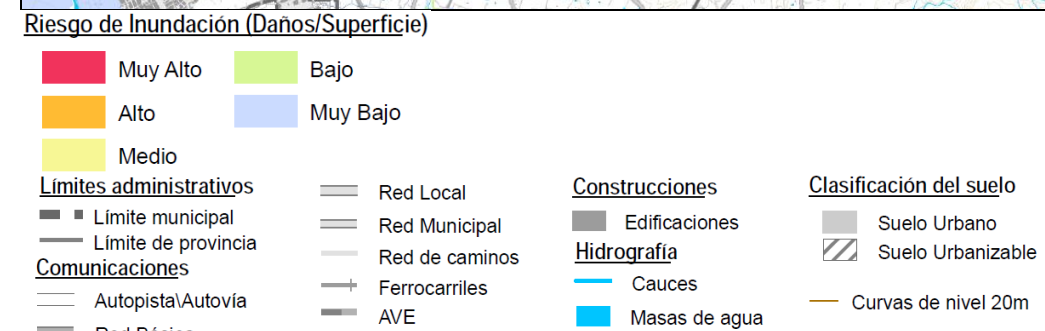 Riesgo de Inundación (Daños/Superficie)
Muy Alto
Bajo
Alto
Muy Bajo
Medio
Límites administrativos
Límite municipal
Límite de provincia
Comunicaciones
Autopista\Autovía
Red Básica
Red Local
Red Municipal
Red de caminos
Ferrocarriles
AVE
Construcciones
Edificaciones
Hidrografía
Cauces
Masas de agua
Clasificación del suelo
Suelo Urbano
Suelo Urbanizable
Curvas de nivel 20m